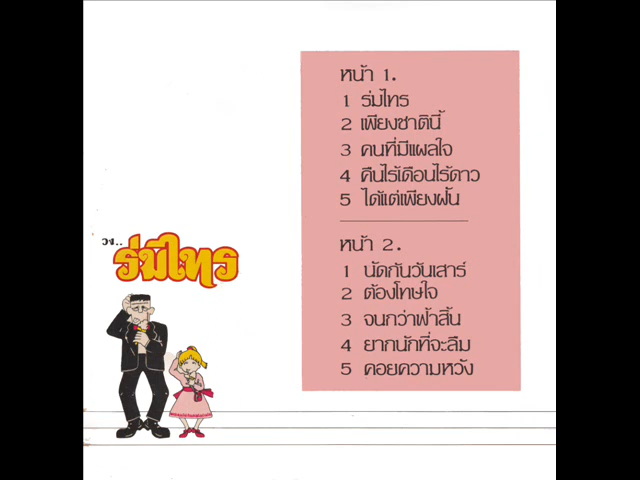 หน้า 1.
1 ร่มไทร
2 เพียงชาตินี้
3 คนที่มีแผลใจ
4 คืนไร้เดือนไร้ดาว
5 ได้แต่เพียงฝัน
หน้า 2.
1 นัดกันวันเสาร์
2 ต้องโทษใจ
3 จนกว่าฟ้าสิ้น
4 ยากนักที่จะลืม
5 คอยความหวัง
วง..
ร่มไทร